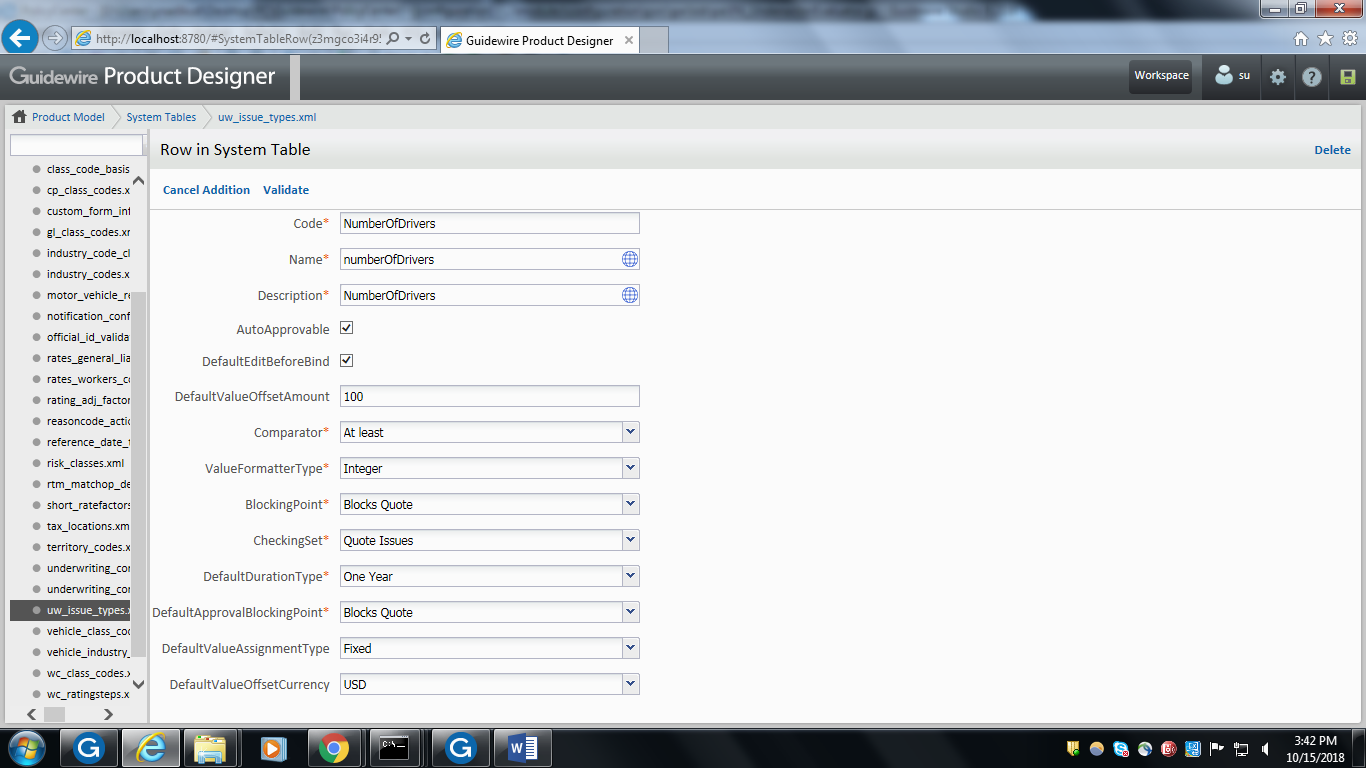 http://localhost:8780/#SystemTableRow(z3mgco3i4r9
Guidewire Product Designer
Guidewire Product Designer
Workspace
su
Product Model
System Tables
uw_issue_types.xml
Row in System Table
Delete
Cancel Addition
Validate
class_code_basis
cp_class_codes.x
custom_form_inf
gl_class_codes.xr
industry_code_cl
industry_codes.x
motor_vehicle_re
notification_conf
official_id_valida
rates_general_lia
rates_workers_co
rating_adj_factor
reasoncode_actio
reference_date_t
risk_classes.xml
rtm_matchop_de
short_ratefactors
tax_locations.xm
territory_codes.x
underwriting_cor
underwriting_cor
uw_issue_types.x
vehicle_class_cod
vehicle_industry_
wc_class_codes.x
wc_ratingsteps.x
Code* NumberOfDrivers
Name* numberOfDrivers
Description* NumberOfDrivers
AutoApprovable
DefaultEditBeforeBind
DefaultValueOffsetAmount 100
Comparator* At least
ValueFormatterType* Integer
BlockingPoint* Blocks Quote
CheckingSet* Quote Issues
DefaultDurationType* One Year
DefaultApprovalBlockingPoint* Blocks Quote
DefaultValueAssignmentType Fixed
DefaultValueOffsetCurrency USD
3:42 PM
10/15/2018